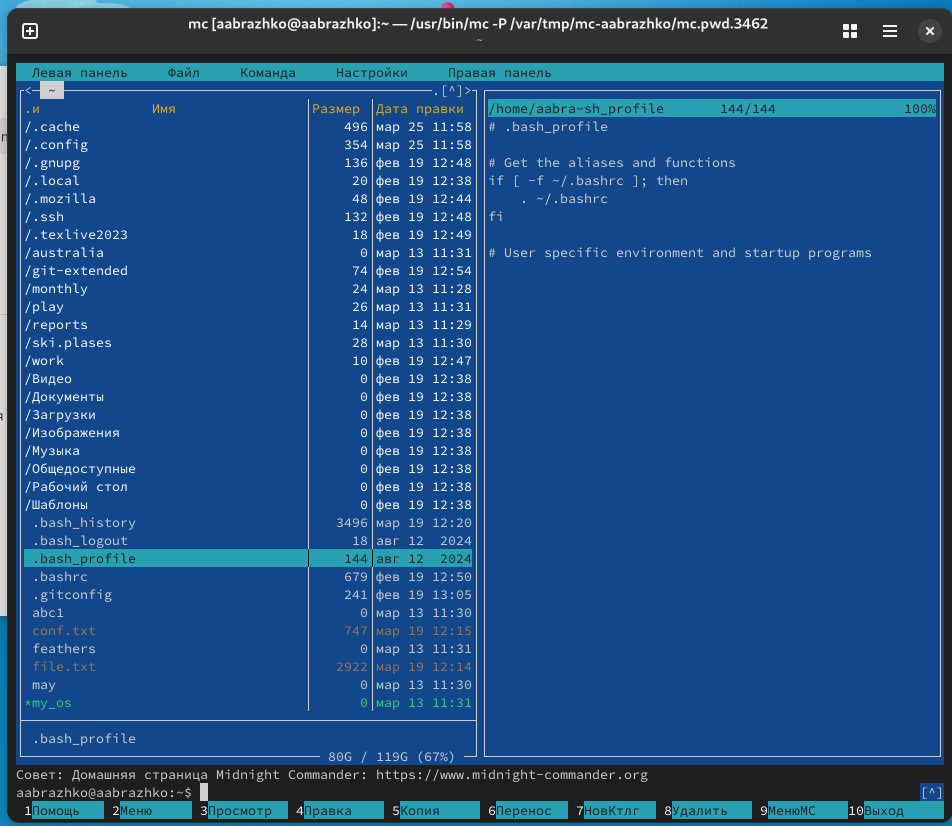 mc [aabrazhko@aabrazhko]:~ — /usr/bin/mc -P /var/tmp/mc-aabrazhko/mc.pwd.3462
~
Левая панель Файл Команда Настройки Правая панель
<─ ~ .[^]>
.и Имя Размер Дата правки
/.cache 496 мар 25 11:58
/.config 354 мар 25 11:58
/.gnupg 136 фев 19 12:48
/.local 20 фев 19 12:38
/.mozilla 48 фев 19 12:44
/.ssh 132 фев 19 12:48
/.texlive2023 18 фев 19 12:49
/australia 0 мар 13 11:31
/git-extended 74 фев 19 12:54
/monthly 24 мар 13 11:28
/play 26 мар 13 11:31
/reports 14 мар 13 11:29
/ski.plases 28 мар 13 11:30
/work 10 фев 19 12:47
/Видео 0 фев 19 12:38
/Документы 0 фев 19 12:38
/Загрузки 0 фев 19 12:38
/Изображения 0 фев 19 12:38
/Музыка 0 фев 19 12:38
/Общедоступные 0 фев 19 12:38
/Рабочий стол 0 фев 19 12:38
/Шаблоны 0 фев 19 12:38
.bash_history 3496 мар 19 12:20
.bash_logout 18 авг 12 2024
.bash_profile 144 авг 12 2024
.bashrc 679 фев 19 12:50
.gitconfig 241 фев 19 13:05
abc1 0 мар 13 11:30
conf.txt 747 мар 19 12:15
feathers 0 мар 13 11:31
file.txt 2922 мар 19 12:14
may 0 мар 13 11:30
*my_os 0 мар 13 11:31
.bash_profile
80G / 119G (67%)
/home/aabra~sh_profile 144/144 100%
# .bash_profile
# Get the aliases and functions
if [ -f ~/.bashrc ]; then
. ~/.bashrc
fi
# User specific environment and startup programs
Совет: Домашняя страница Midnight Commander: https://www.midnight-commander.org
aabrazhko@aabrazhko:~$ [^]
1Помощь 2Меню 3Просмотр 4Правка 5Копия 6Перенос 7НовКтлг 8Удалить 9МенюMC 10Выход